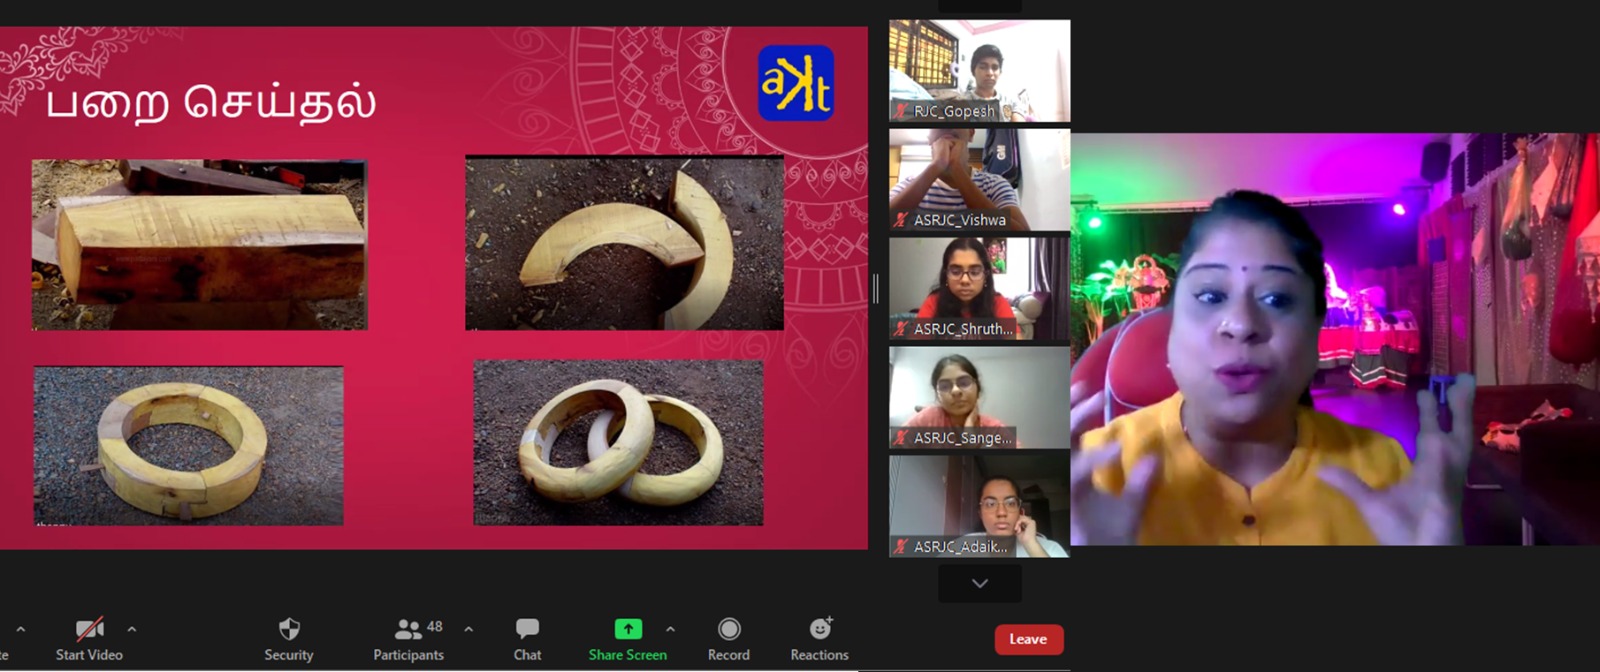 பறை செய்தல்
akt
RJC_Gopesh
ASRJC_Vishwa
ASRJC_Shruth...
ASRJC_Sange...
ASRJC_Adaik...
Start Video
Security
48
Participants
Chat
Share Screen
Record
Reactions
Leave